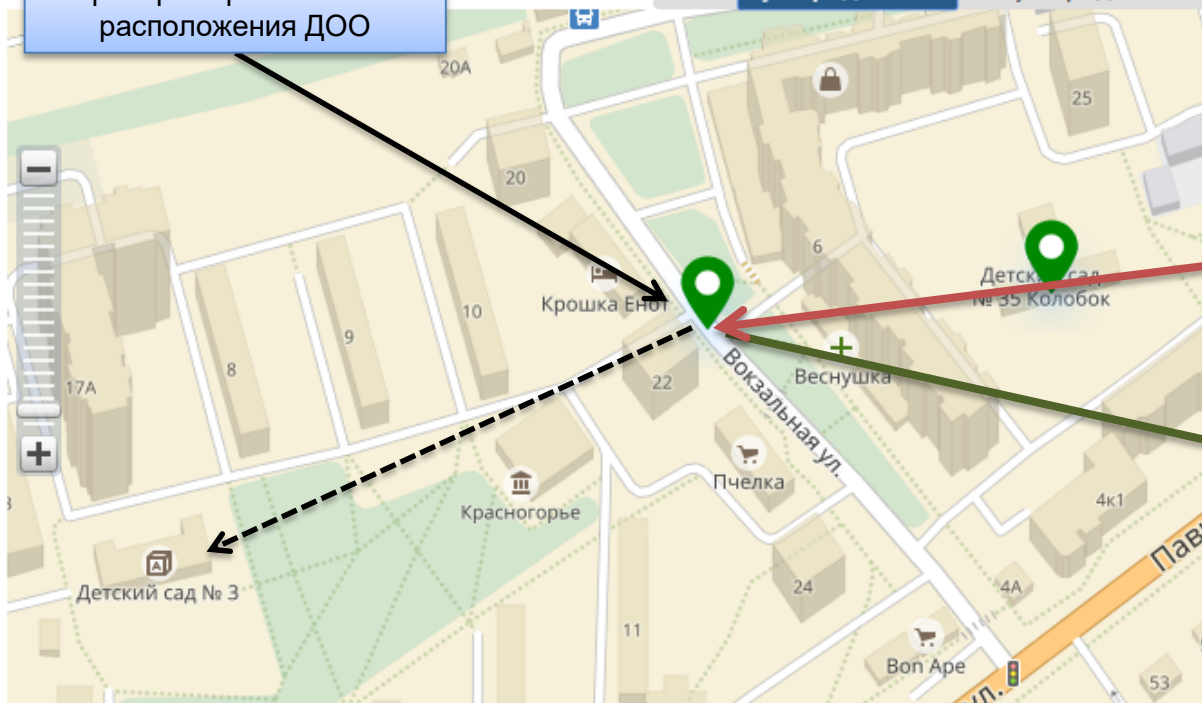 расположения ДОО
20А
25
20
6
Детский сад
№ 35 Колобок
Крошка Енот
10
9
8
17А
22
Веснушка
Вокзальная ул.
Пчелка
Красногорье
4к1
Детский сад № 3
24
4А
11
Bon Ape
ул.
53